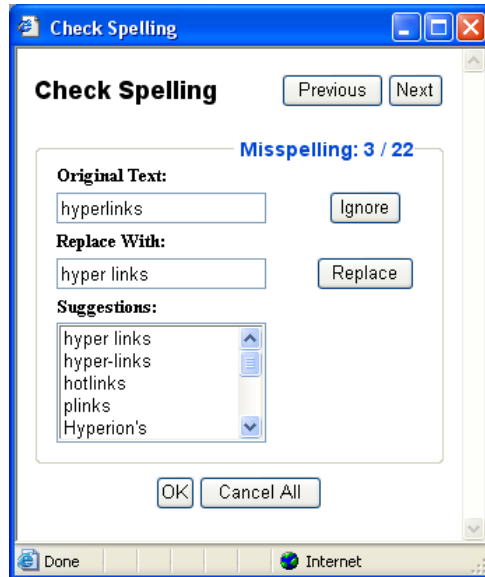 Check Spelling
Check Spelling Previous Next
Misspelling: 3 / 22
Original Text:
hyperlinks Ignore
Replace With:
hyper links Replace
Suggestions:
hyper links
hyper-links
hotlinks
plinks
Hyperion's
OK Cancel All
Done Internet